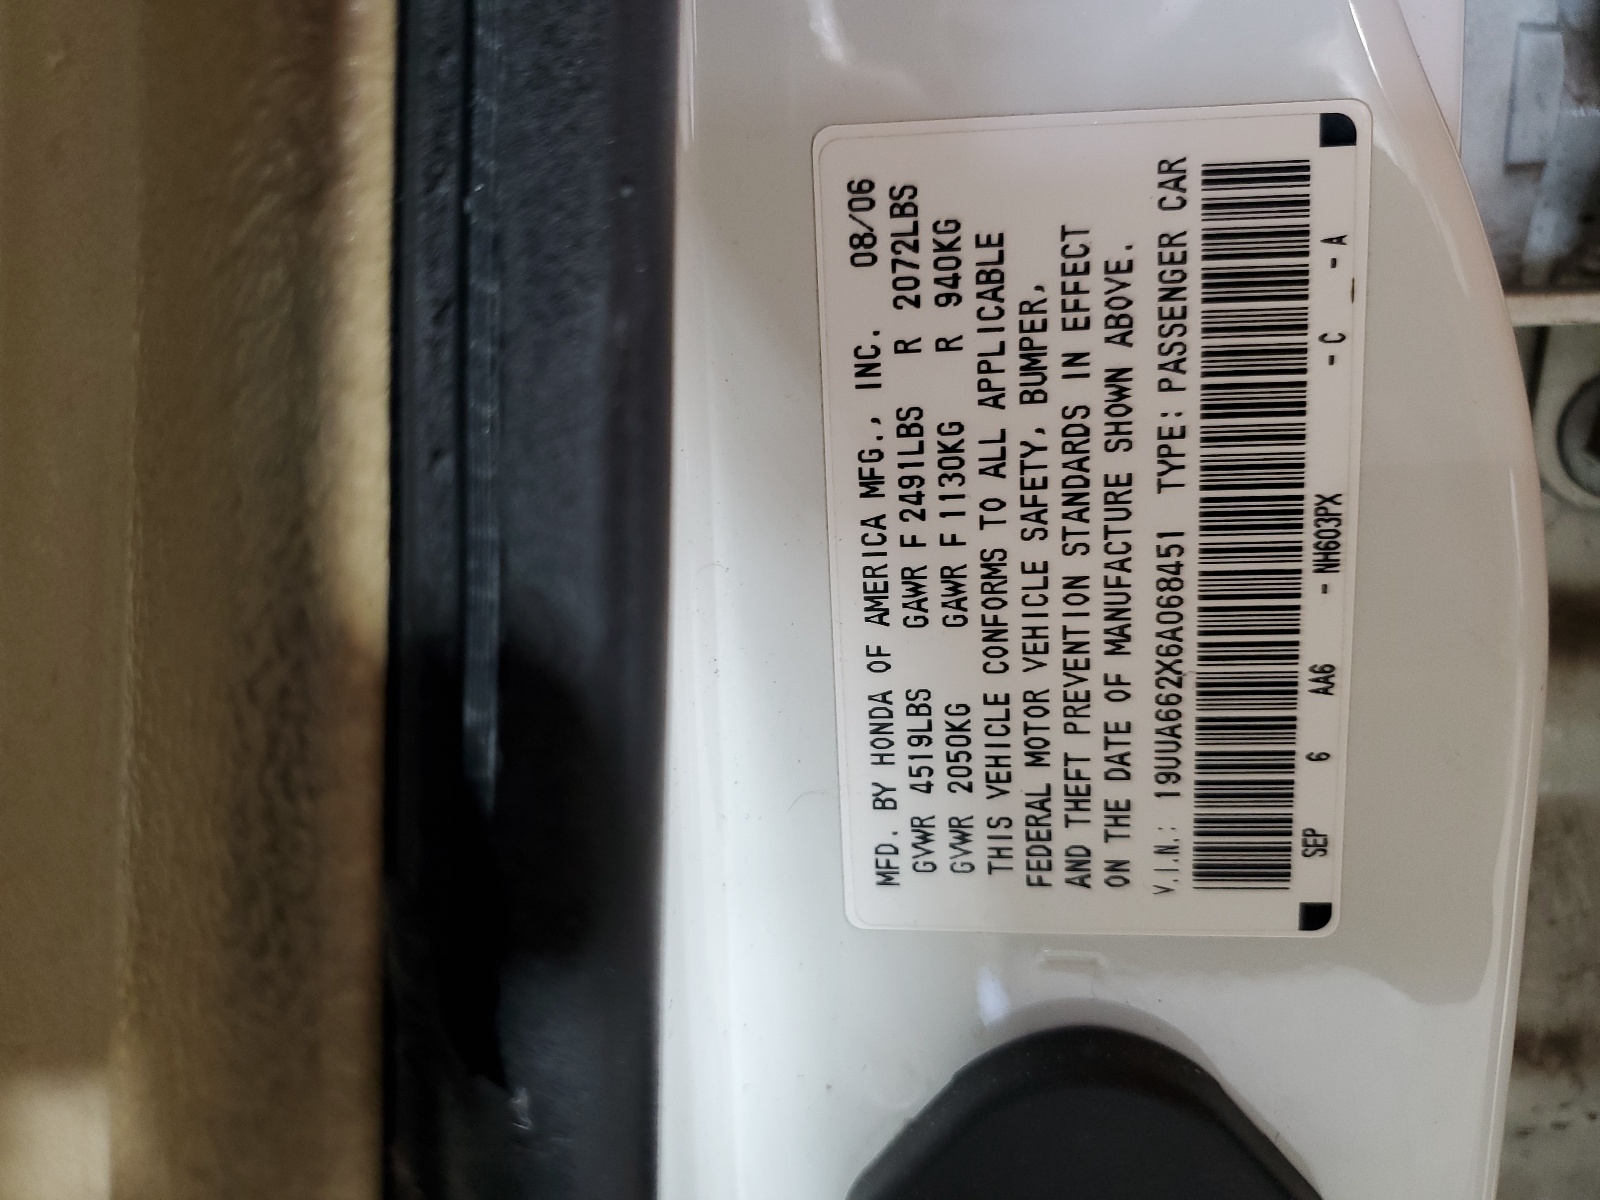 MFD. BY HONDA OF AMERICA MFG., INC. 08/06
GVWR 4519LBS GAWR F 2491LBS R 2072LBS
GVWR 2050KG GAWR F 1130KG R 940KG
THIS VEHICLE CONFORMS TO ALL APPLICABLE
FEDERAL MOTOR VEHICLE SAFETY, BUMPER,
AND THEFT PREVENTION STANDARDS IN EFFECT
ON THE DATE OF MANUFACTURE SHOWN ABOVE.
V.I.N.: 19UUA662X6A068451 TYPE: PASSENGER CAR
SEP 6 AA6 - NH603PX - C - A